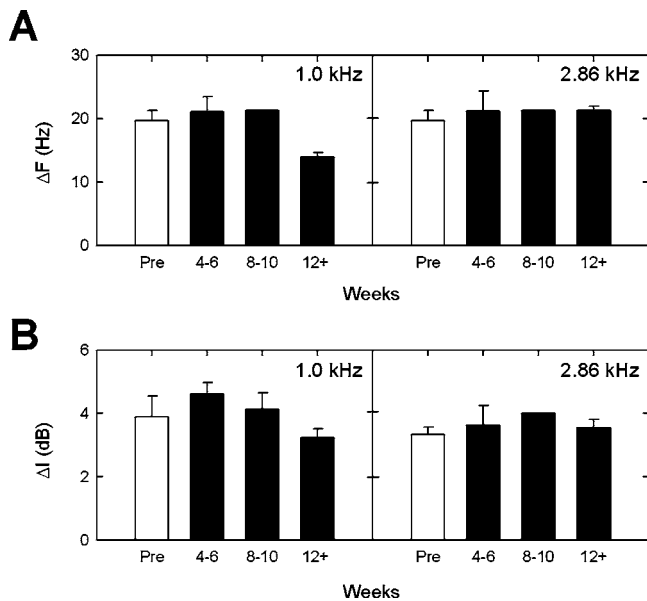 A
30
20
10
0
ΔF (Hz)
1.0 kHz
2.86 kHz
Pre 4-6 8-10 12+ Pre 4-6 8-10 12+
Weeks
B
6
4
2
0
ΔI (dB)
1.0 kHz
2.86 kHz
Pre 4-6 8-10 12+ Pre 4-6 8-10 12+
Weeks